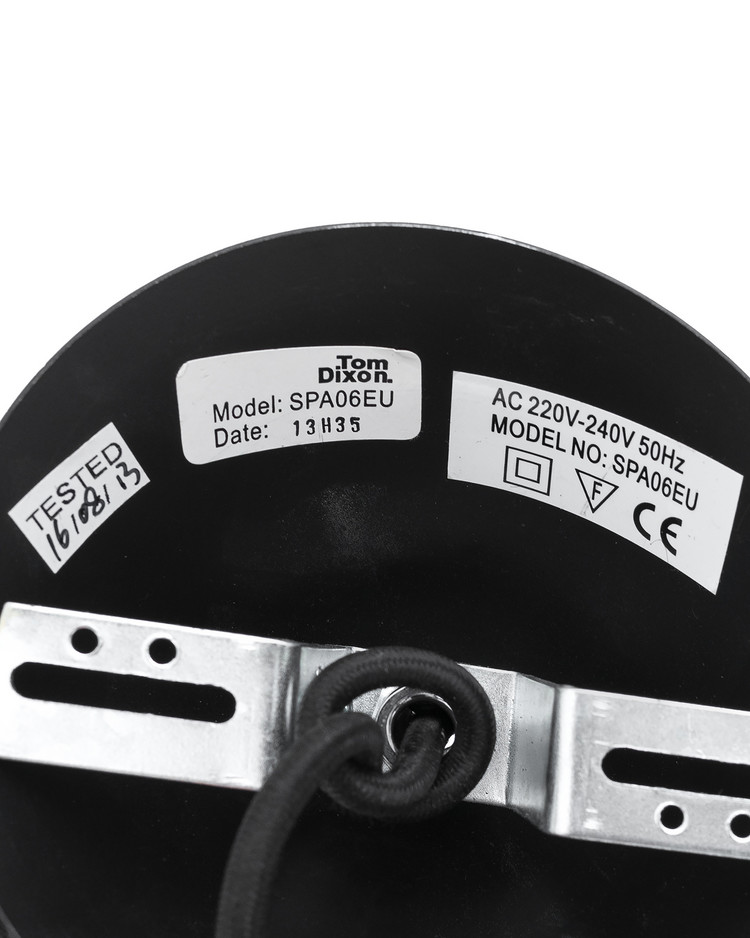 Tom
Dixon.
Model: SPA06EU
Date: 13H35
AC 220V-240V 50Hz
MODEL NO: SPA06EU
F
CE
TESTED
16/08/13